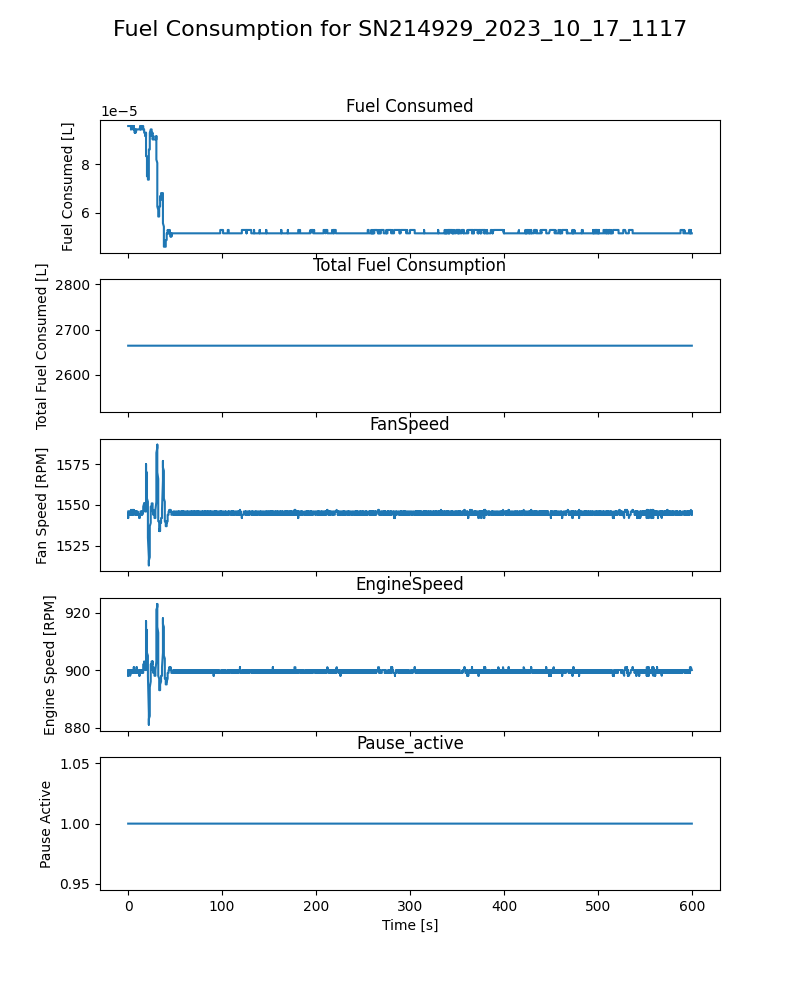 Fuel Consumption for SN214929_2023_10_17_1117
1e−5
Fuel Consumed
Fuel Consumed [L]
8
6
Total Fuel Consumption
Total Fuel Consumed [L]
2800
2700
2600
FanSpeed
Fan Speed [RPM]
1575
1550
1525
EngineSpeed
Engine Speed [RPM]
920
900
880
Pause_active
Pause Active
1.05
1.00
0.95
0 100 200 300 400 500 600
Time [s]